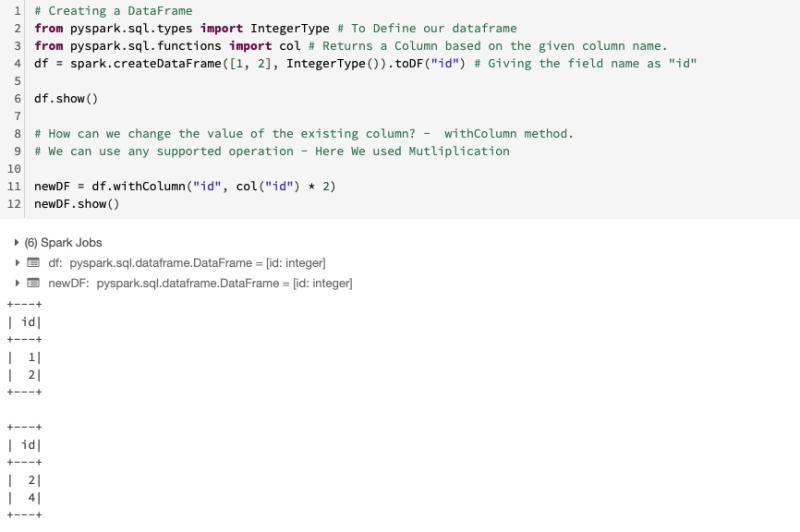 1 # Creating a DataFrame
2 from pyspark.sql.types import IntegerType # To Define our dataframe
3 from pyspark.sql.functions import col # Returns a Column based on the given column name.
4 df = spark.createDataFrame([1, 2], IntegerType()).toDF("id") # Giving the field name as "id"
5
6 df.show()
7
8 # How can we change the value of the existing column? - withColumn method.
9 # We can use any supported operation - Here We used Mutliplication
10
11 newDF = df.withColumn("id", col("id") * 2)
12 newDF.show()
(6) Spark Jobs
df: pyspark.sql.dataframe.DataFrame = [id: integer]
newDF: pyspark.sql.dataframe.DataFrame = [id: integer]
+---+
| id|
+---+
|  1|
|  2|
+---+
+---+
| id|
+---+
|  2|
|  4|
+---+